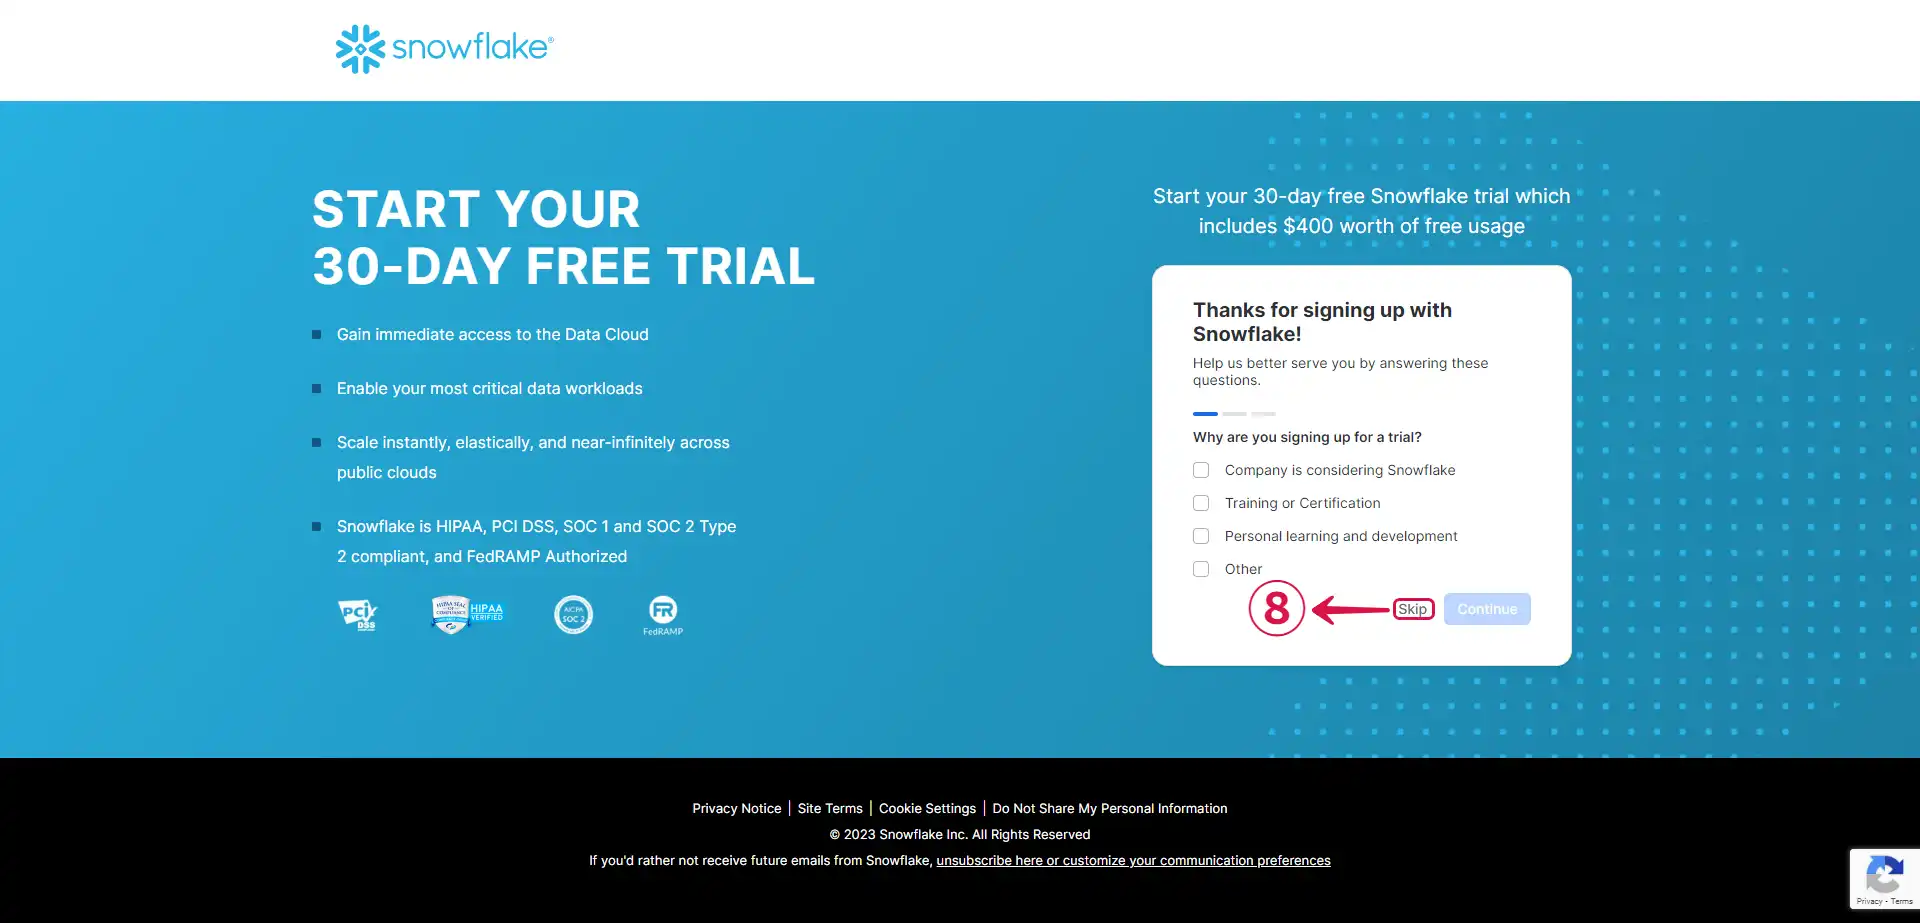 snowflake®
START YOUR
30-DAY FREE TRIAL
Gain immediate access to the Data Cloud
Enable your most critical data workloads
Scale instantly, elastically, and near-infinitely across
public clouds
Snowflake is HIPAA, PCI DSS, SOC 1 and SOC 2 Type
2 compliant, and FedRAMP Authorized
PCI
DSS
HIPAA SEAL
OF
COMPLIANCE
HIPAA
VERIFIED
AICPA
SOC 2
FR
FedRAMP
Start your 30-day free Snowflake trial which
includes $400 worth of free usage
Thanks for signing up with
Snowflake!
Help us better serve you by answering these
questions.
Why are you signing up for a trial?
Company is considering Snowflake
Training or Certification
Personal learning and development
Other
8
Skip
Continue
Privacy Notice | Site Terms | Cookie Settings | Do Not Share My Personal Information
© 2023 Snowflake Inc. All Rights Reserved
If you'd rather not receive future emails from Snowflake, unsubscribe here or customize your communication preferences
Privacy - Terms